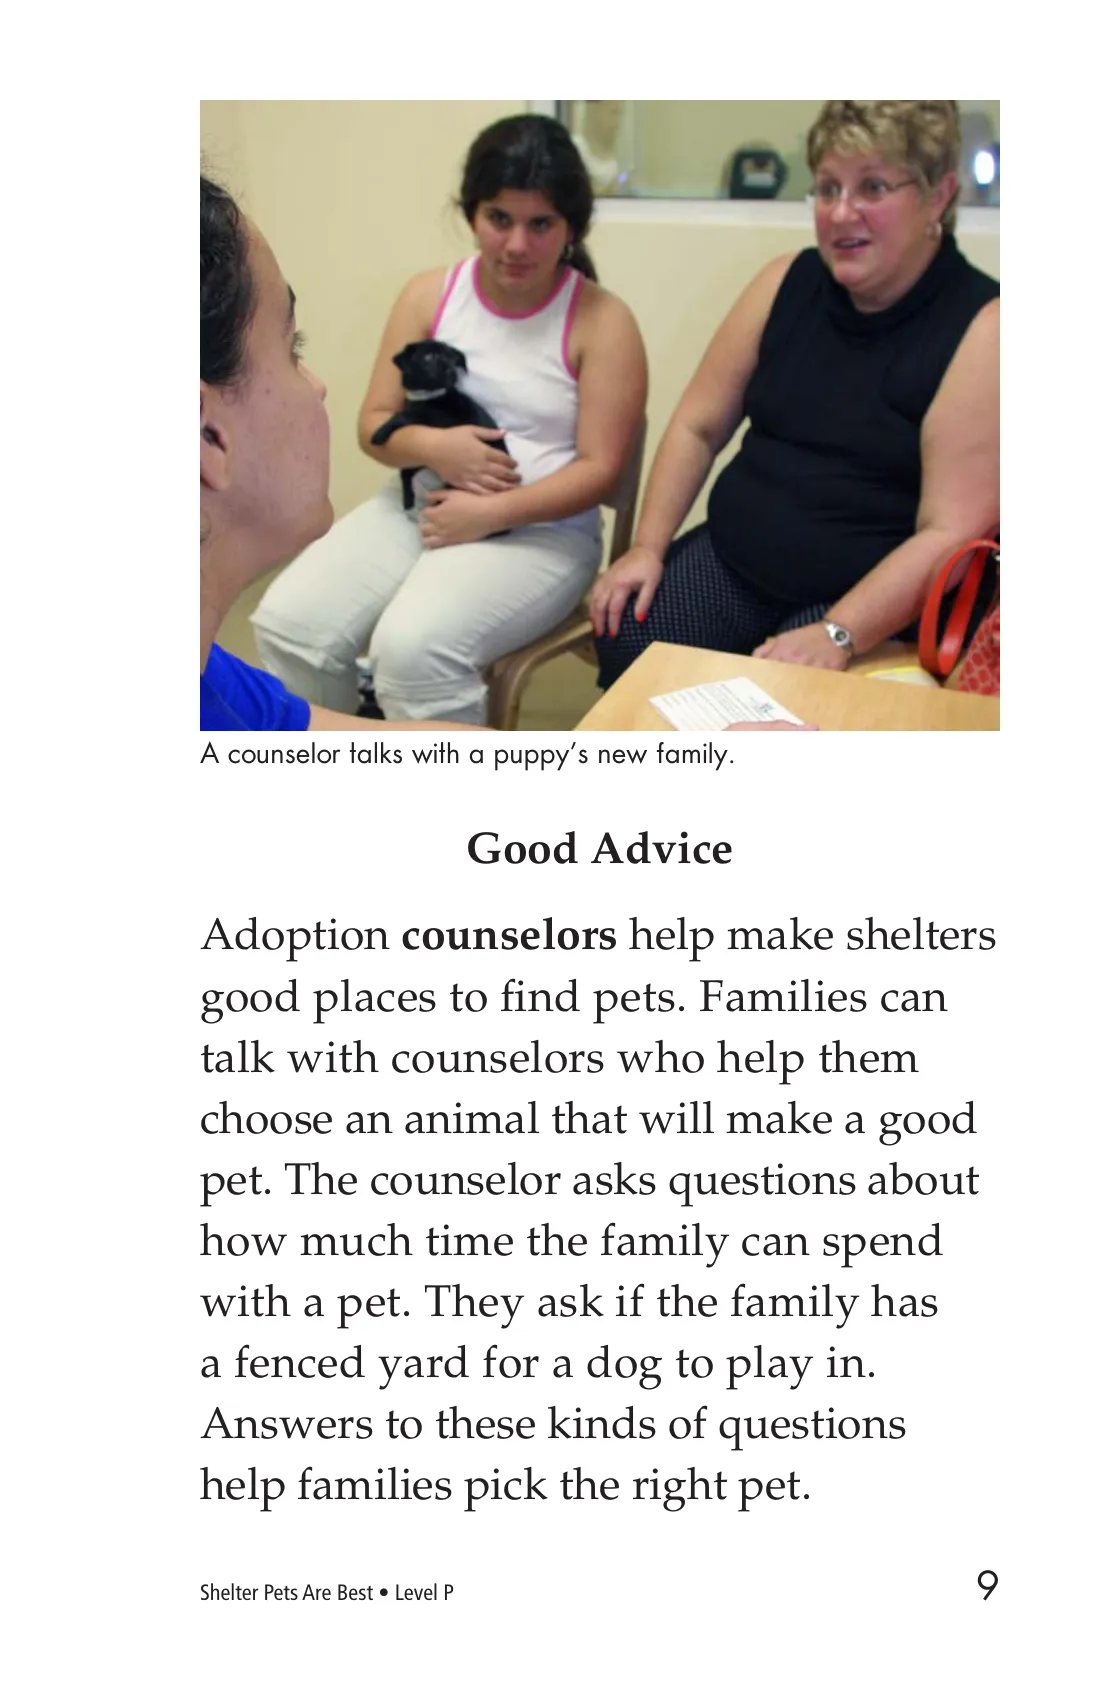 A counselor talks with a puppy's new family.
Good Advice
Adoption counselors help make shelters
good places to find pets. Families can
talk with counselors who help them
choose an animal that will make a good
pet. The counselor asks questions about
how much time the family can spend
with a pet. They ask if the family has
a fenced yard for a dog to play in.
Answers to these kinds of questions
help families pick the right pet.
Shelter Pets Are Best • Level P
9